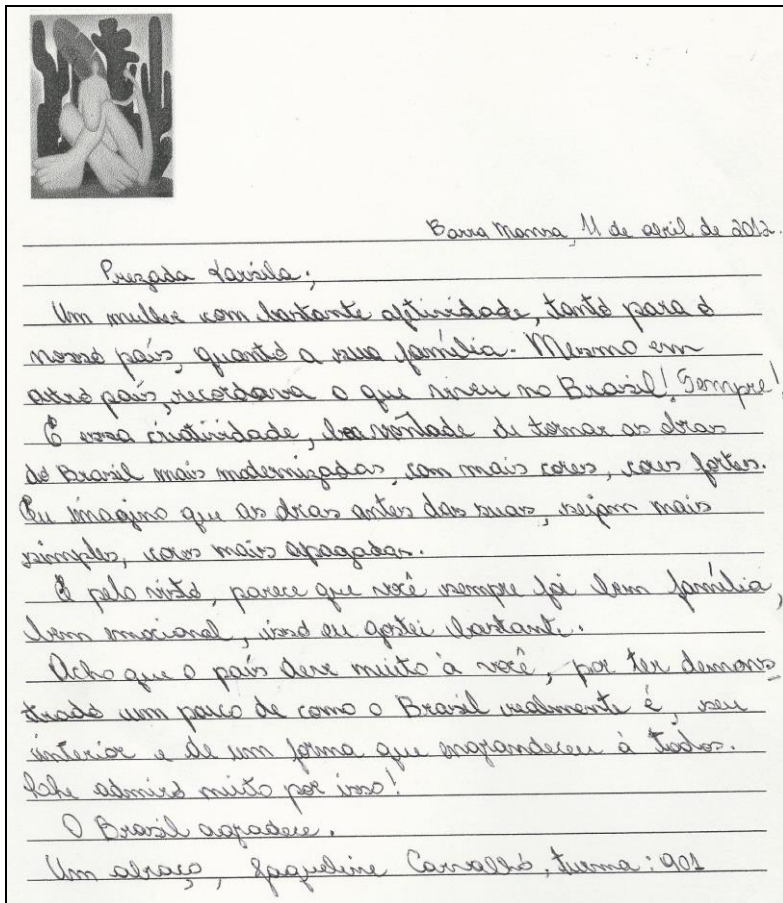 Barra Mansa, 11 de abril de 2012.
Prezada Tarsila;
Um mulher com bastante afetividade, tanto para o
nosso país, quanto a sua família. Mesmo em
outro país, recordava o que viveu no Brasil! Sempre!
E essa criatividade, boa vontade de tornar as obras
do Brasil mais modernizadas, com mais cores, cores fortes.
Eu imagino que as obras antes das suas, sejam mais
simples, cores mais apagadas.
E pelo visto, parece que você sempre foi bem família,
bem emocional, isso eu gostei bastante.
Acho que o país deve muito à você, por ter demons
trado um pouco de como o Brasil realmente é, seu
interior e de um forma que engrandeceu à todos.
lhe admiro muito por isso!
O Brasil agradece.
Um abraço, Jaqueline Carvalho, turma: 901